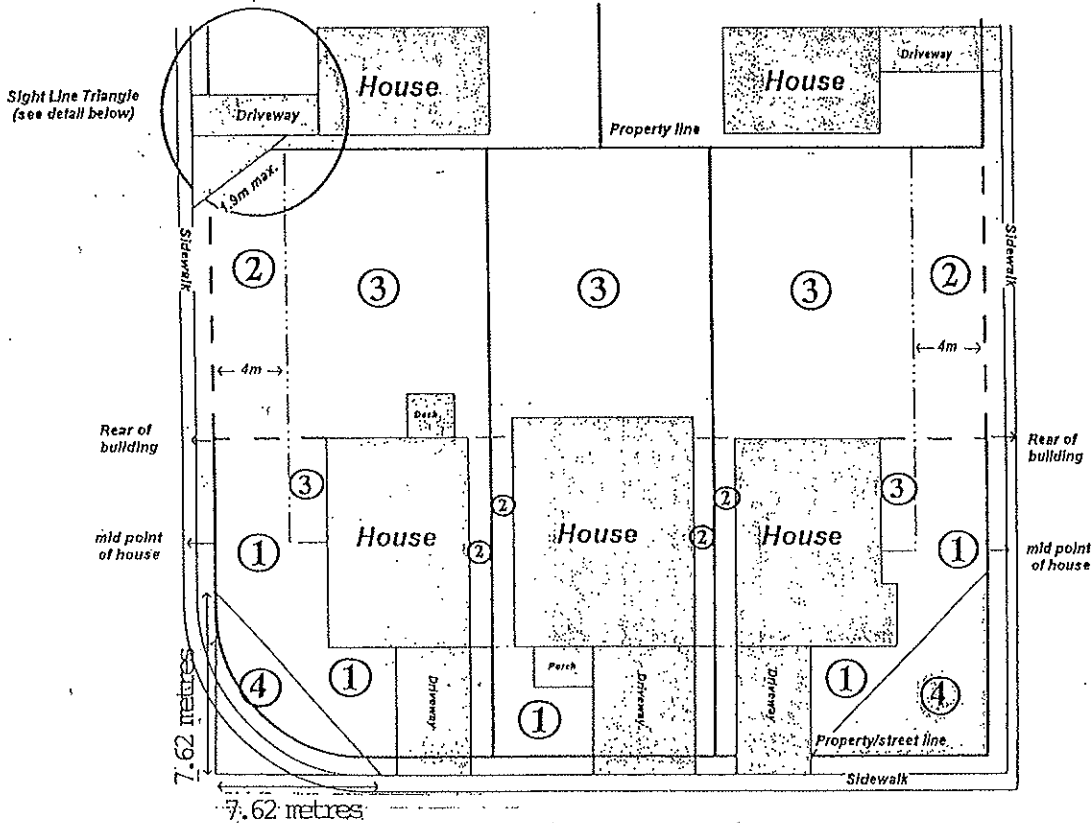 House
House
Driveway
Sight Line Triangle
(see detail below)
Driveway
Property line
1.9m max.
Sidewalk
Sidewalk
2
3
3
3
2
4m
4m
Deck
Rear of
building
Rear of
building
3
3
2
2
mid point
of house
1
House
2
House
2
House
1
mid point
of house
4
1
Driveway
Porch
1
Driveway
Driveway
1
4
7.62 metres
Property/street line
Sidewalk
7.62 metres